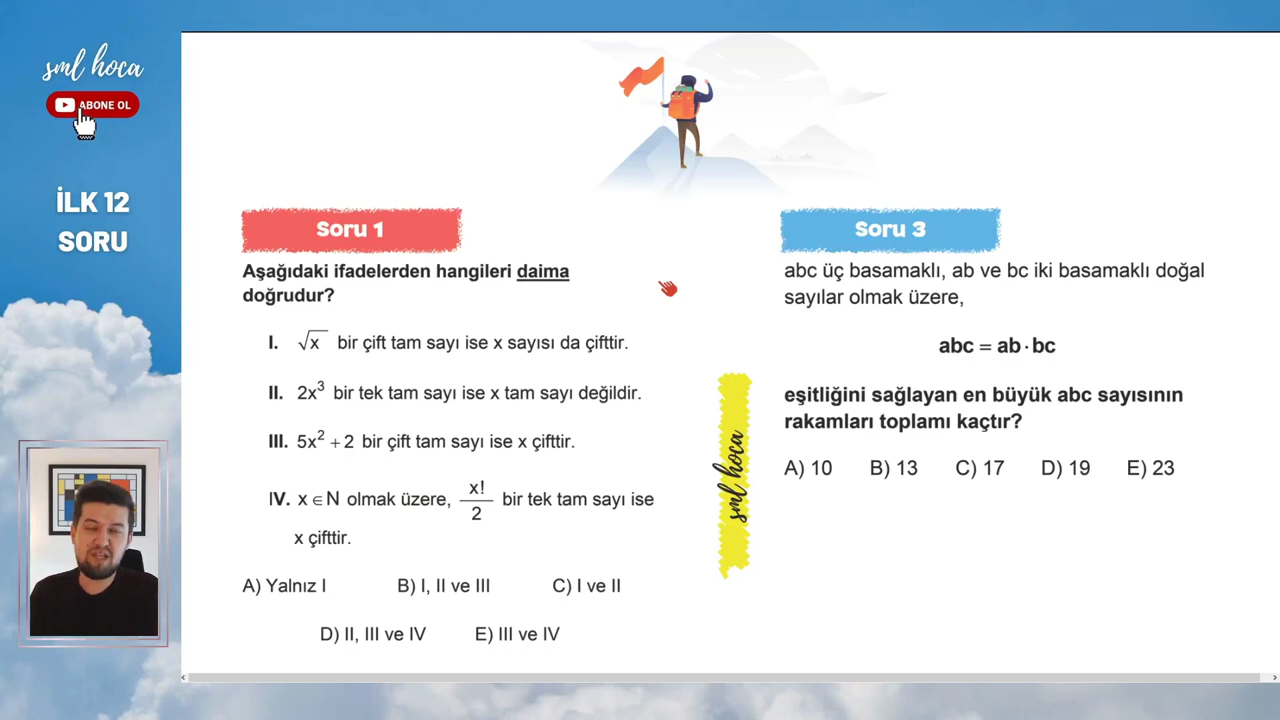 sml hoca
ABONE OL
İLK 12
SORU
Soru 1
Aşağıdaki ifadelerden hangileri daima
doğrudur?
I. √x bir çift tam sayı ise x sayısı da çifttir.
II. 2x³ bir tek tam sayı ise x tam sayı değildir.
III. 5x² + 2 bir çift tam sayı ise x çifttir.
IV. x ∈ N olmak üzere, x!/2 bir tek tam sayı ise
x çifttir.
A) Yalnız I B) I, II ve III C) I ve II
D) II, III ve IV E) III ve IV
sml hoca
Soru 3
abc üç basamaklı, ab ve bc iki basamaklı doğal
sayılar olmak üzere,
abc = ab · bc
eşitliğini sağlayan en büyük abc sayısının
rakamları toplamı kaçtır?
A) 10 B) 13 C) 17 D) 19 E) 23